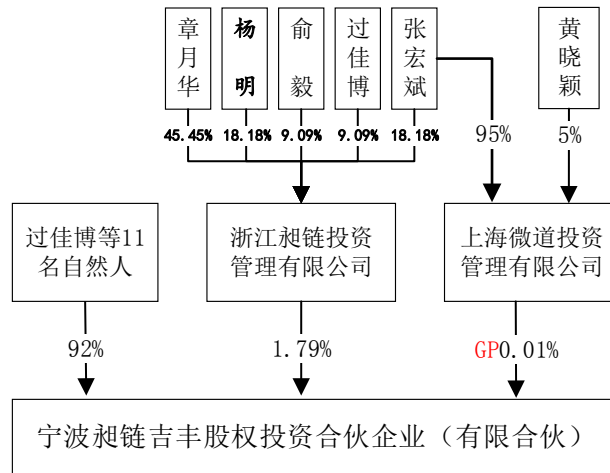 章月华
杨明
俞毅
过佳博
张宏斌
黄晓颖
45.45%
18.18%
9.09%
9.09%
18.18%
95%
5%
过佳博等11
名自然人
浙江昶链投资
管理有限公司
上海微道投资
管理有限公司
92%
1.79%
GP0.01%
宁波昶链吉丰股权投资合伙企业（有限合伙）